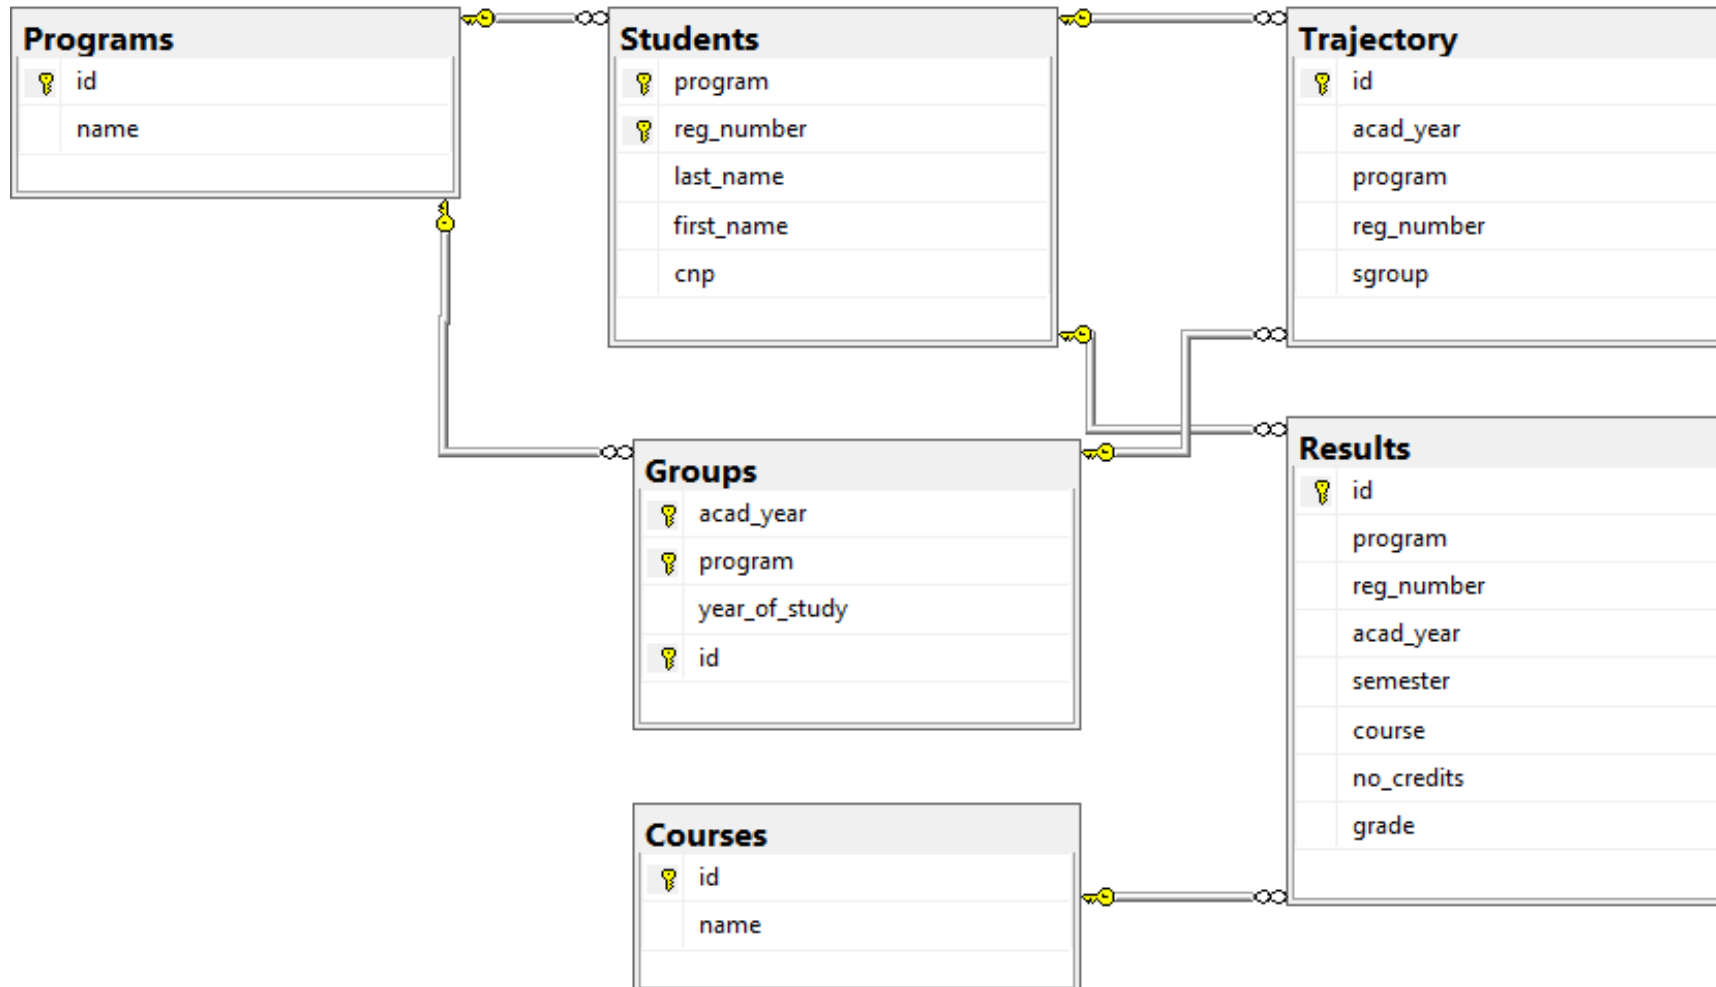 Programs
id
name
Students
program
reg_number
last_name
first_name
cnp
Trajectory
id
acad_year
program
reg_number
sgroup
Groups
acad_year
program
year_of_study
id
Results
id
program
reg_number
acad_year
semester
course
no_credits
grade
Courses
id
name